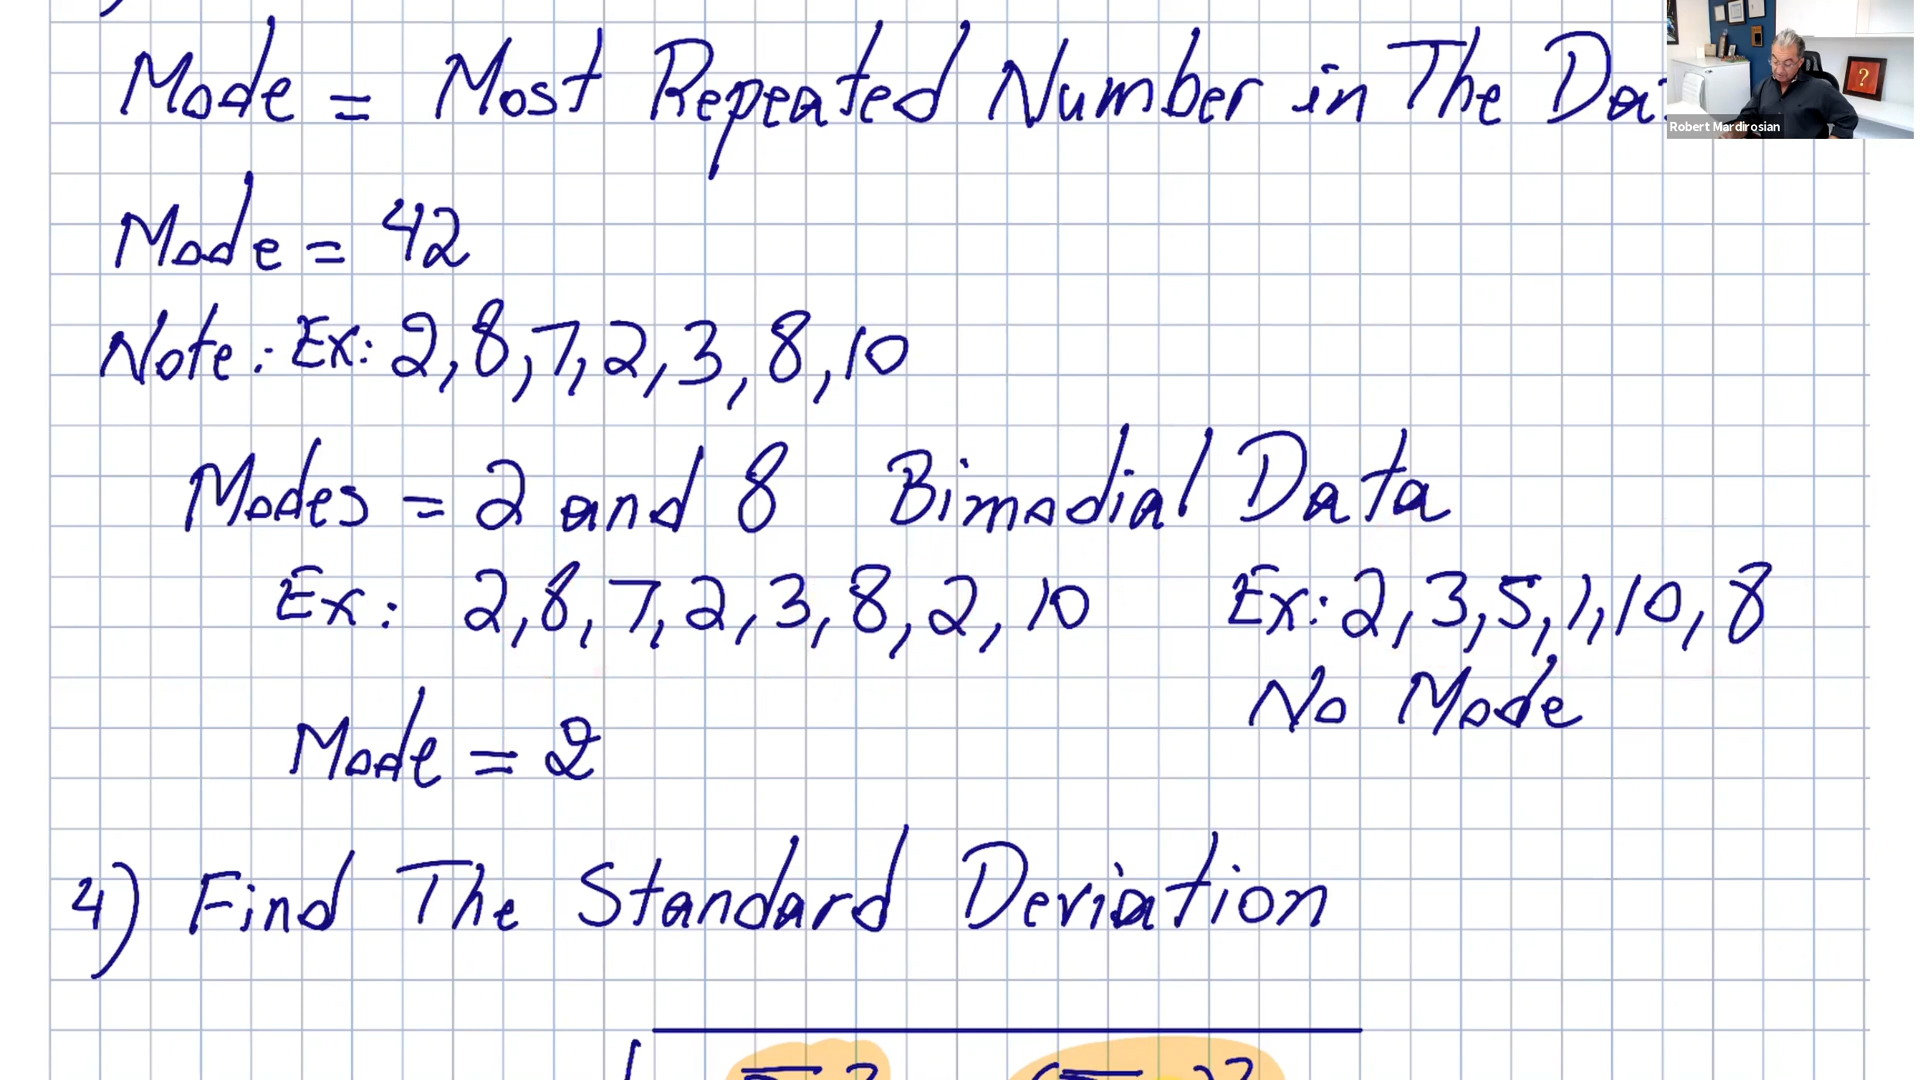 Mode = Most Repeated Number in The Da
Robert Mardirosian
?
Mode = 42
Note: Ex: 2, 8, 7, 2, 3, 8, 10
Modes = 2 and 8 Bimodial Data
Ex: 2, 8, 7, 2, 3, 8, 2, 10 Ex: 2, 3, 5, 1, 10, 8
No Mode
Mode = 2
4) Find The Standard Deviation